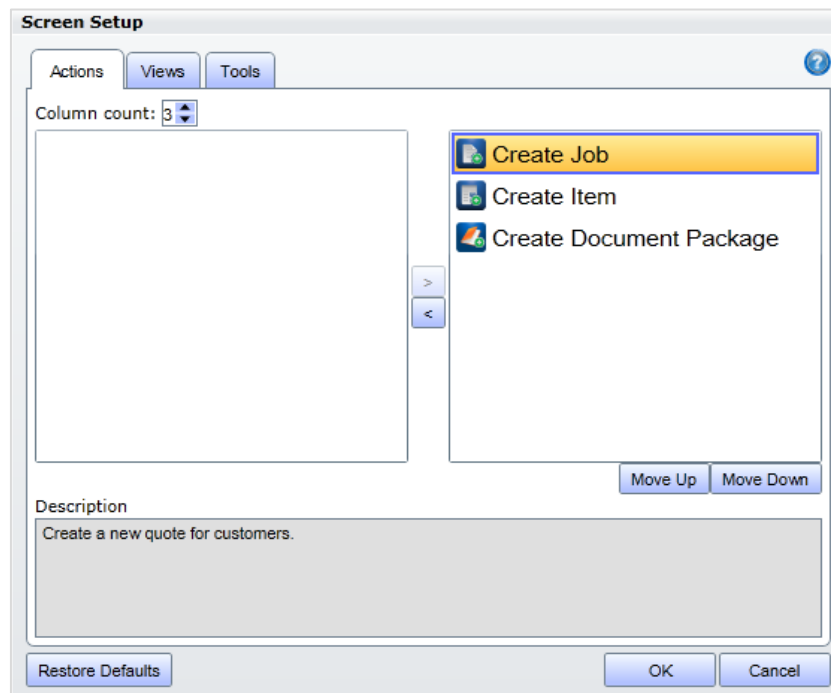 Screen Setup
Actions Views Tools ?
Column count: 3
Create Job
Create Item
Create Document Package
>
<
Move Up Move Down
Description
Create a new quote for customers.
Restore Defaults OK Cancel